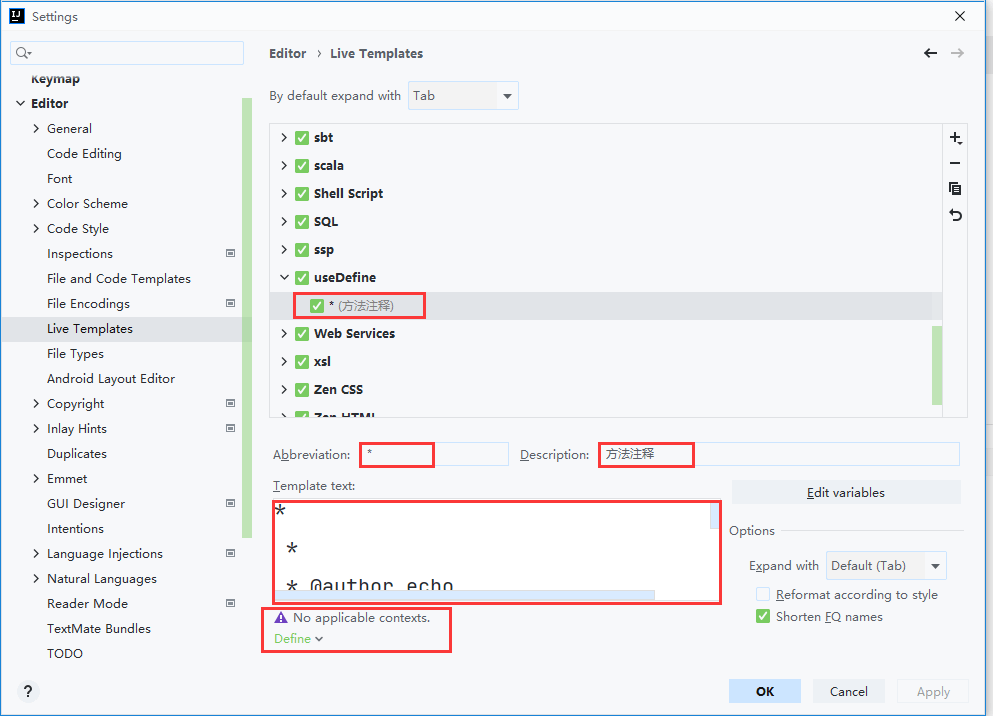 Settings
Keymap
Editor
General
Code Editing
Font
Color Scheme
Code Style
Inspections
File and Code Templates
File Encodings
Live Templates
File Types
Android Layout Editor
Copyright
Inlay Hints
Duplicates
Emmet
GUI Designer
Intentions
Language Injections
Natural Languages
Reader Mode
TextMate Bundles
TODO
?
Editor › Live Templates
By default expand with Tab
sbt
scala
Shell Script
SQL
ssp
useDefine
* (方法注释)
Web Services
xsl
Zen CSS
Zen HTML
Abbreviation: * Description: 方法注释
Template text:
*
*
* @author echo
No applicable contexts.
Define
Edit variables
Options
Expand with Default (Tab)
Reformat according to style
Shorten FQ names
OK Cancel Apply